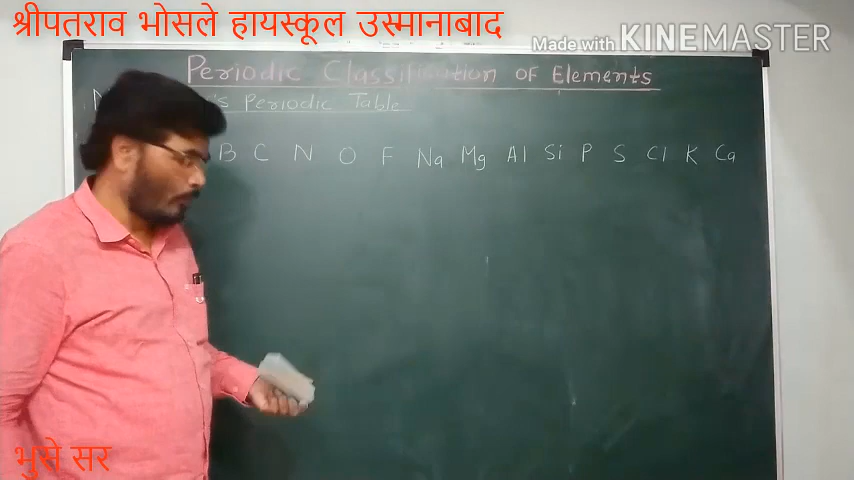 श्रीपतराव भोसले हायस्कूल उस्मानाबाद
Made with KINEMASTER
Periodic Classification of Elements
Periodic Table
B C N O F Na Mg Al Si P S Cl K Ca
भुसे सर